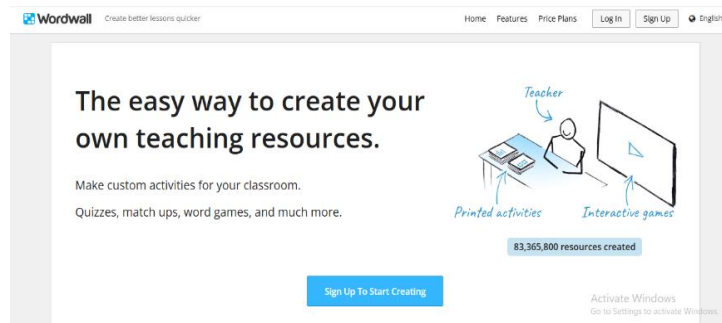 Wordwall Create better lessons quicker Home Features Price Plans Log In Sign Up English
The easy way to create your
own teaching resources.
Make custom activities for your classroom.
Quizzes, match ups, word games, and much more.
Teacher
Printed activities Interactive games
83,365,800 resources created
Sign Up To Start Creating
Activate Windows
Go to Settings to activate Windows.